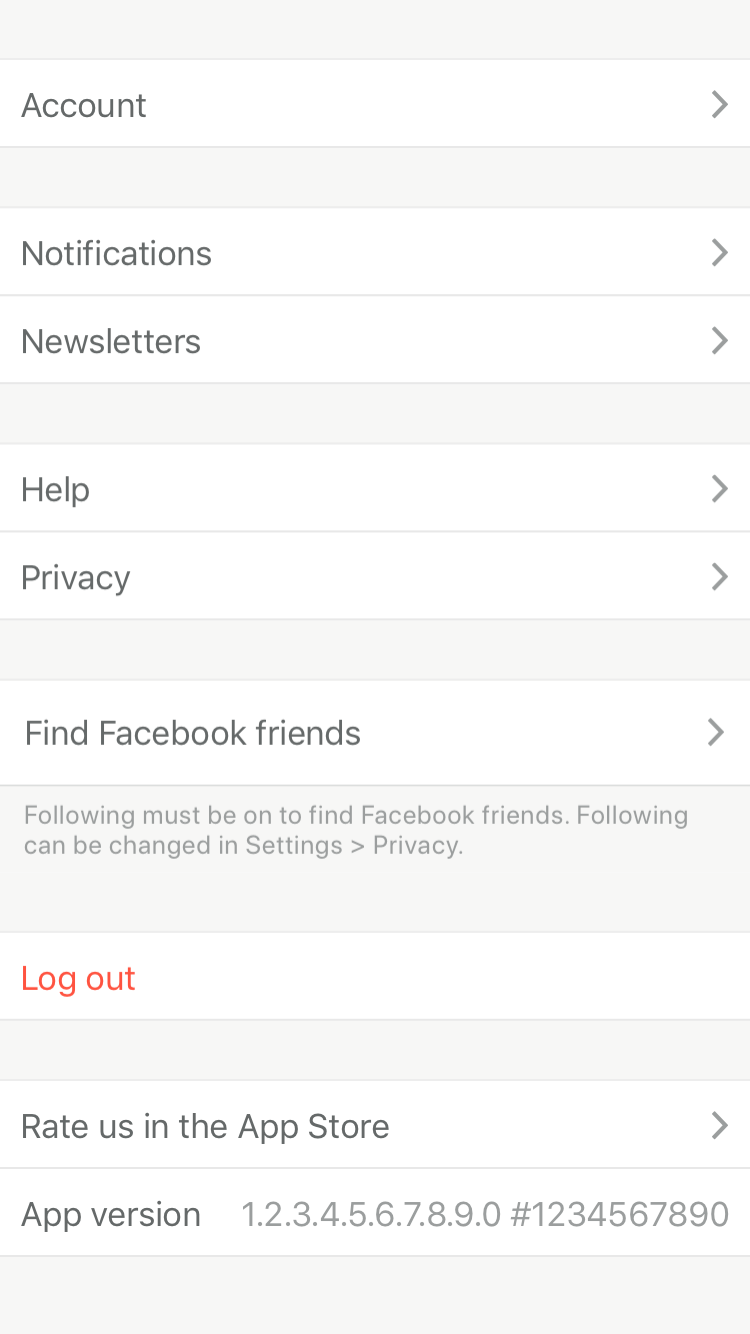 Account
Notifications
Newsletters
Help
Privacy
Find Facebook friends
Following must be on to find Facebook friends. Following
can be changed in Settings > Privacy.
Log out
Rate us in the App Store
App version 1.2.3.4.5.6.7.8.9.0 #1234567890